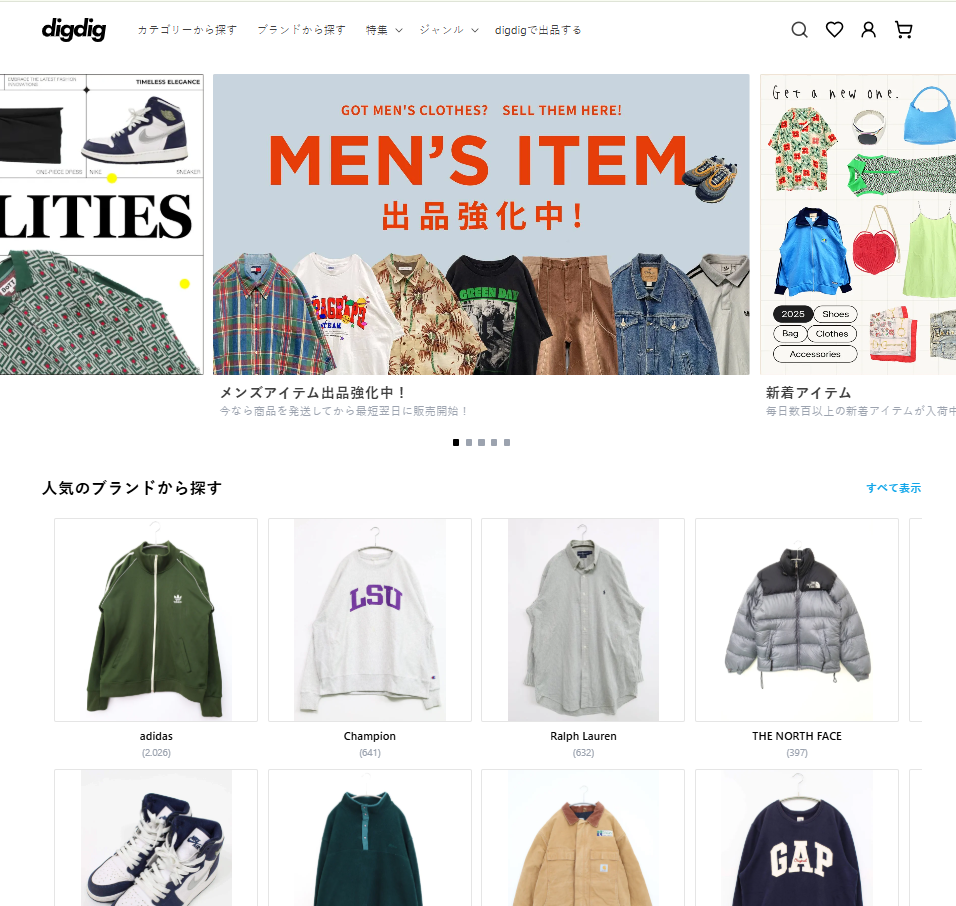 digdig
カテゴリーから探す
ブランドから探す
特集
ジャンル
digdigで出品する
EMBRACE THE LATEST FASHION
INNOVATIONS!
TIMELESS ELEGANCE
ONE-PIECE DRESS
NIKE
SNEAKER
LITIES
GOT MEN'S CLOTHES? SELL THEM HERE!
MEN'S ITEM
出品強化中!
GREEN DAY
Get a new one.
2025
Shoes
Bag
Clothes
Accessories
メンズアイテム出品強化中！
今なら商品を発送してから最短翌日に販売開始！
新着アイテム
毎日数百以上の新着アイテムが入荷中
人気のブランドから探す
すべて表示
LSU
adidas
(2.026)
Champion
(641)
Ralph Lauren
(632)
THE NORTH FACE
(397)
GAP